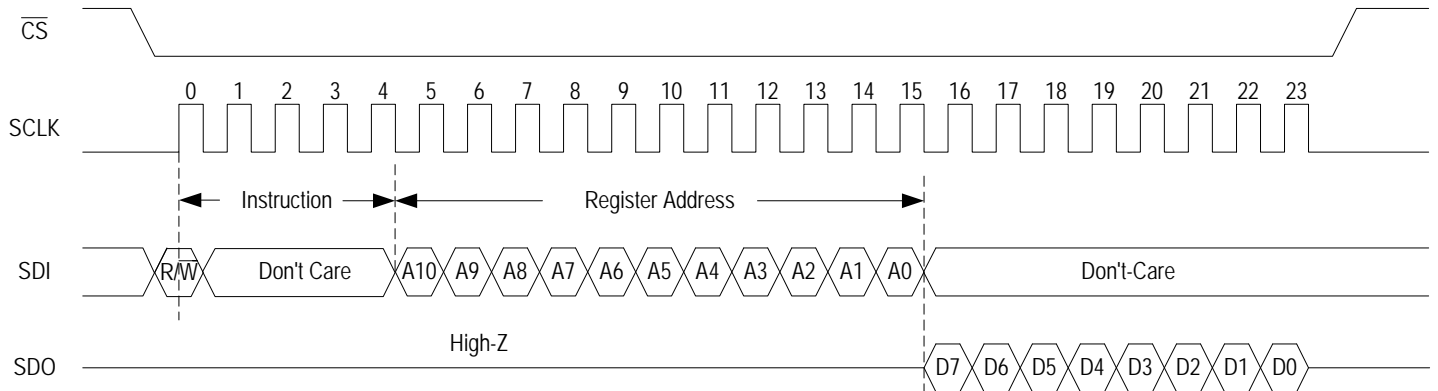 CS
0 1 2 3 4 5 6 7 8 9 10 11 12 13 14 15 16 17 18 19 20 21 22 23
SCLK
Instruction Register Address
SDI R/W Don't Care A10 A9 A8 A7 A6 A5 A4 A3 A2 A1 A0 Don't-Care
High-Z
SDO D7 D6 D5 D4 D3 D2 D1 D0